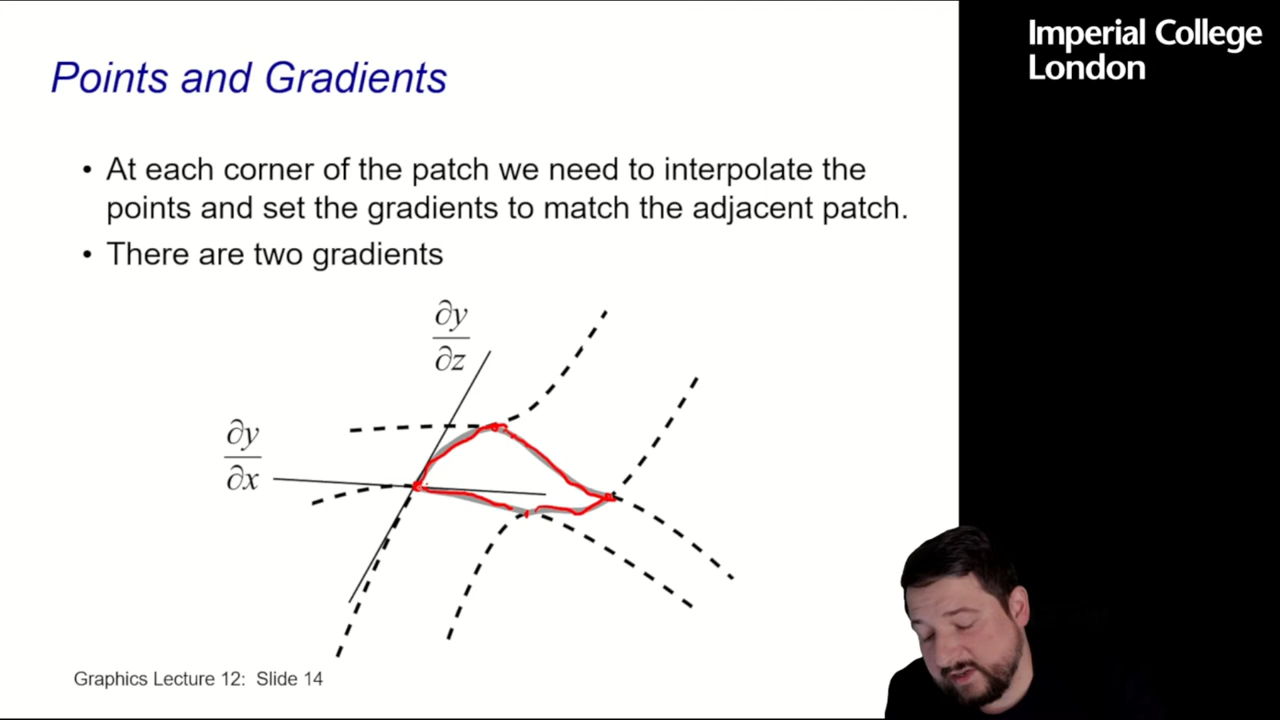 Imperial College
London
Points and Gradients
• At each corner of the patch we need to interpolate the
points and set the gradients to match the adjacent patch.
• There are two gradients
∂y
∂z
∂y
∂x
Graphics Lecture 12: Slide 14